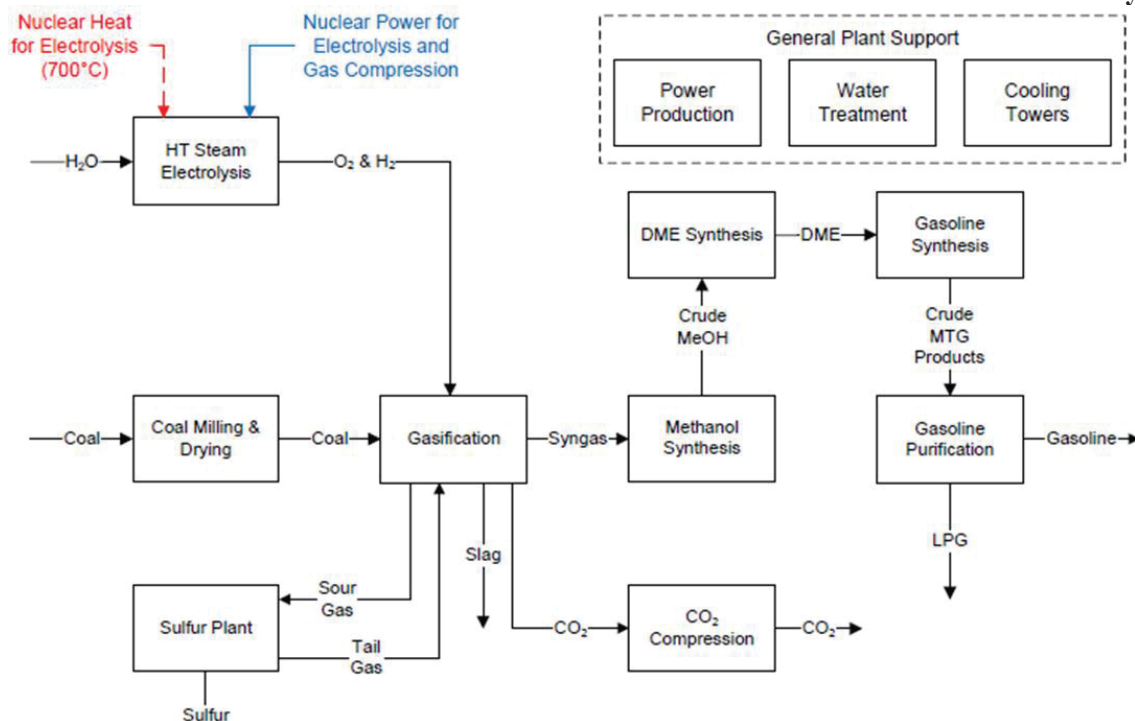 y
Nuclear Heat
for Electrolysis
(700°C)
Nuclear Power for
Electrolysis and
Gas Compression
General Plant Support
Power
Production
Water
Treatment
Cooling
Towers
H₂O
HT Steam
Electrolysis
O₂ & H₂
DME Synthesis
DME
Gasoline
Synthesis
Crude
MeOH
Crude
MTG
Products
Coal
Coal Milling &
Drying
Coal
Gasification
Syngas
Methanol
Synthesis
Gasoline
Purification
Gasoline
Slag
LPG
Sulfur Plant
Sour
Gas
Tail
Gas
CO₂
CO₂
Compression
CO₂
Sulfur